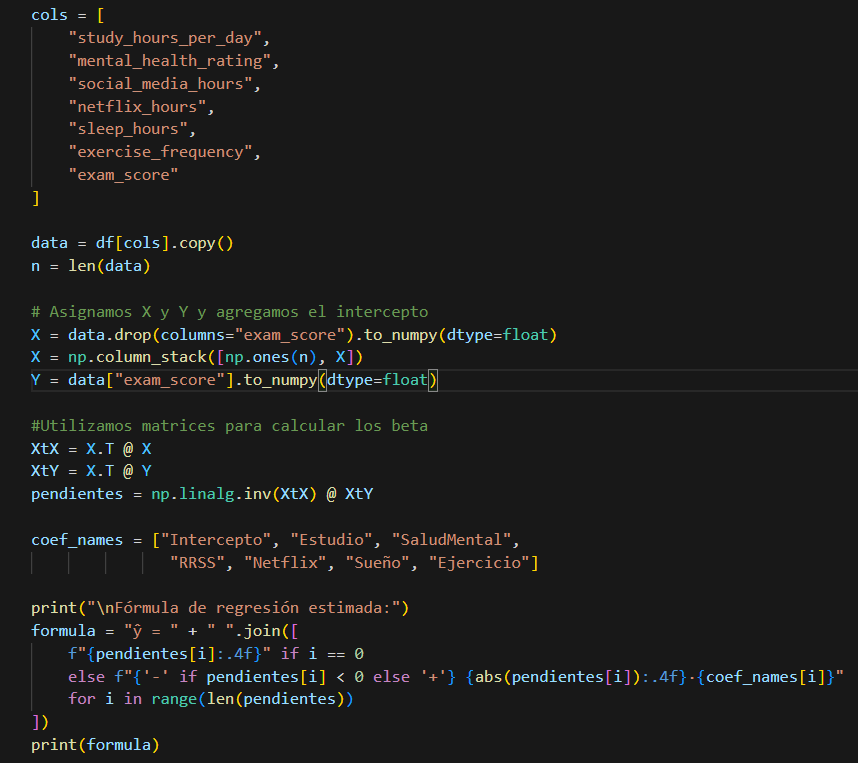 cols = [
    "study_hours_per_day",
    "mental_health_rating",
    "social_media_hours",
    "netflix_hours",
    "sleep_hours",
    "exercise_frequency",
    "exam_score"
]

data = df[cols].copy()
n = len(data)

# Asignamos X y Y y agregamos el intercepto
X = data.drop(columns="exam_score").to_numpy(dtype=float)
X = np.column_stack([np.ones(n), X])
Y = data["exam_score"].to_numpy(dtype=float)

#Utilizamos matrices para calcular los beta
XtX = X.T @ X
XtY = X.T @ Y
pendientes = np.linalg.inv(XtX) @ XtY

coef_names = ["Intercepto", "Estudio", "SaludMental",
               "RRSS", "Netflix", "Sueño", "Ejercicio"]

print("\nFórmula de regresión estimada:")
formula = "ŷ = " + " ".join([
    f"{pendientes[i]:.4f}" if i == 0
    else f"{'-' if pendientes[i] < 0 else '+'} {abs(pendientes[i]):.4f}·{coef_names[i]}"
    for i in range(len(pendientes))
])
print(formula)